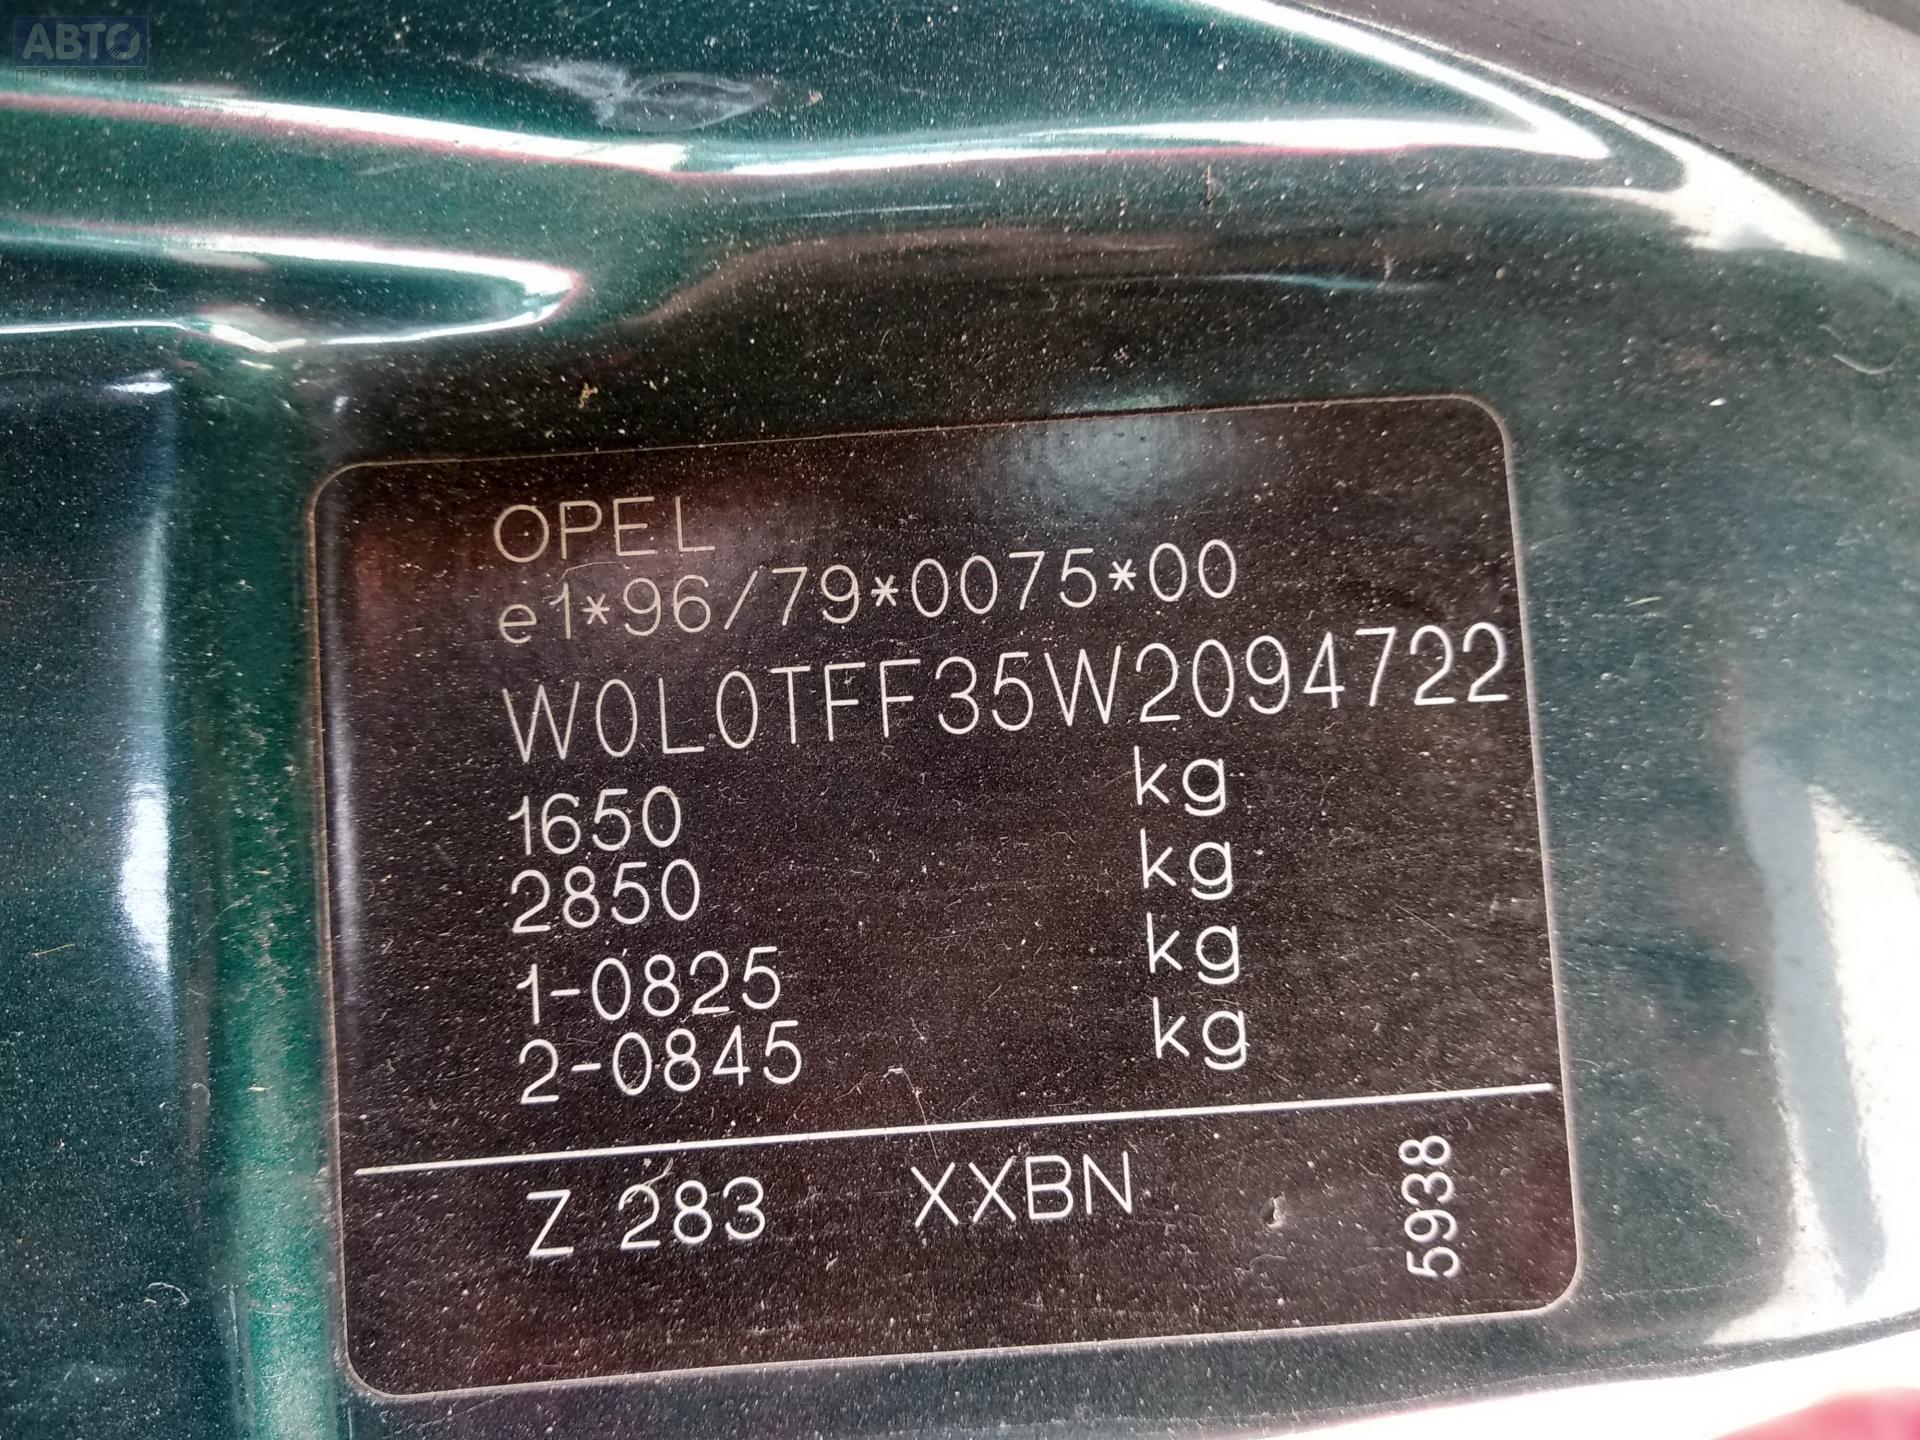 АВТО
ПРИВОЗ
OPEL
e1*96/79*0075*00
W0L0TFF35W2094722
1650 kg
2850 kg
1-0825 kg
2-0845 kg
Z 283 XXBN 5938